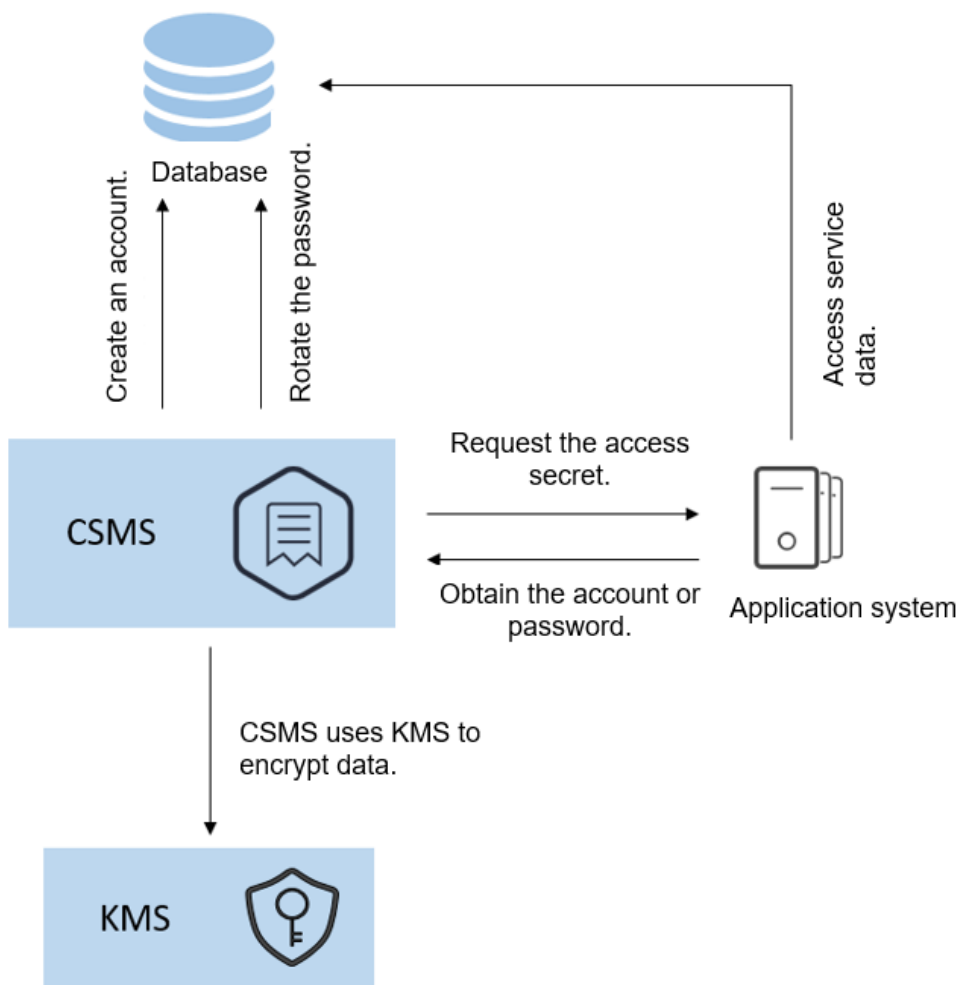 Database
Create an account.
Rotate the password.
Access service
data.
CSMS
Request the access
secret.
Obtain the account or
password.
Application system
CSMS uses KMS to
encrypt data.
KMS